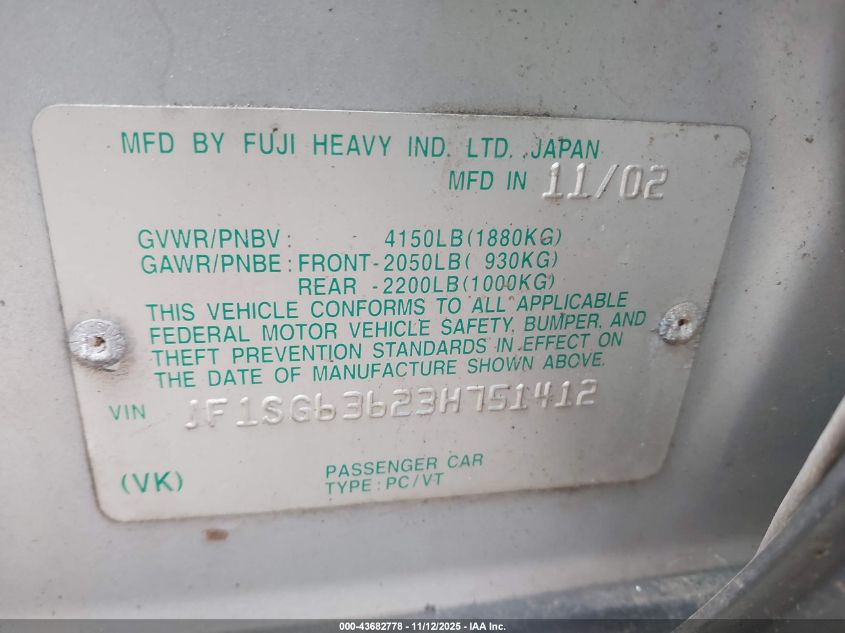 MFD BY FUJI HEAVY IND. LTD. JAPAN
MFD IN 11/02
GVWR/PNBV: 4150LB(1880KG)
GAWR/PNBE: FRONT-2050LB( 930KG)
REAR -2200LB(1000KG)
THIS VEHICLE CONFORMS TO ALL APPLICABLE
FEDERAL MOTOR VEHICLE SAFETY, BUMPER, AND
THEFT PREVENTION STANDARDS IN EFFECT ON
THE DATE OF MANUFACTURE SHOWN ABOVE.
VIN JF1SG63623H751412
(VK) PASSENGER CAR
TYPE: PC/VT
000-43682778 - 11/12/2025 - IAA Inc.